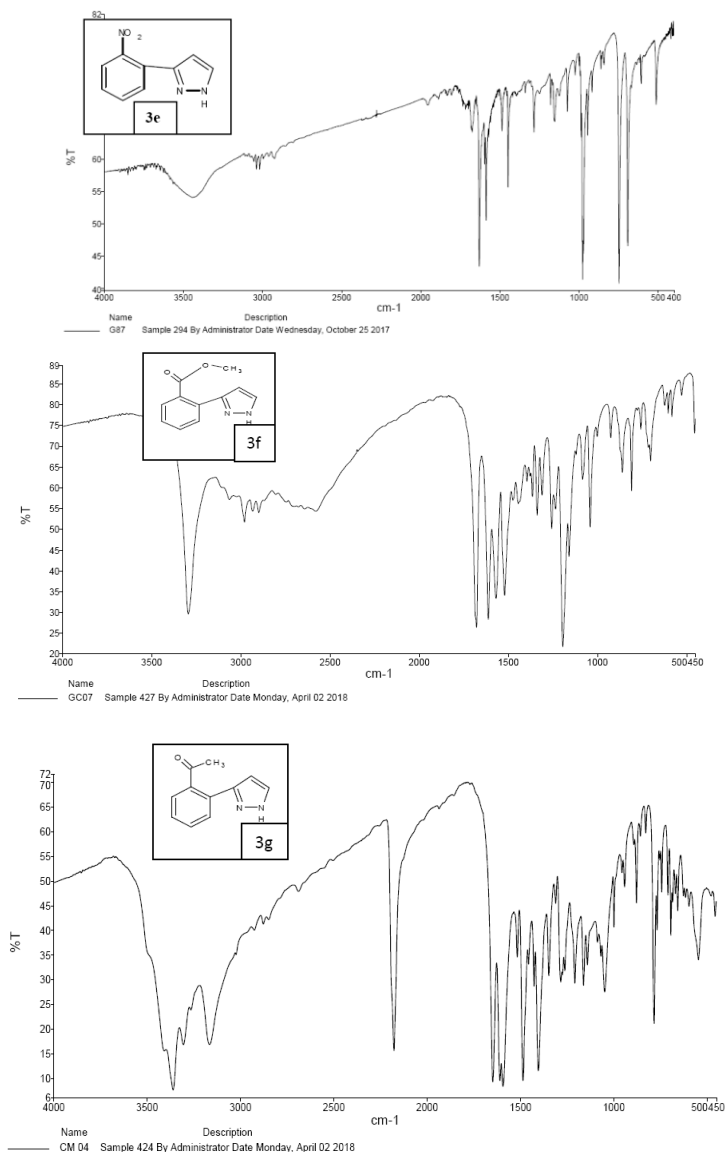 82
NO 2
N—N
H
3e
%T
60
55
50
45
40
4000 3500 3000 2500 2000 1500 1000 500 400
cm-1
Name Description
G87 Sample 294 By Administrator Date Wednesday, October 25 2017
89
85
80
75
70
65
60
55
50
45
40
35
30
25
20
%T
O
O—CH3
N—N
H
3f
4000 3500 3000 2500 2000 1500 1000 500 450
cm-1
Name Description
GC07 Sample 427 By Administrator Date Monday, April 02 2018
72
70
65
60
55
50
45
40
35
30
25
20
15
10
6
%T
O
CH3
N—N
H
3g
4000 3500 3000 2500 2000 1500 1000 500 450
cm-1
Name Description
CM 04 Sample 424 By Administrator Date Monday, April 02 2018